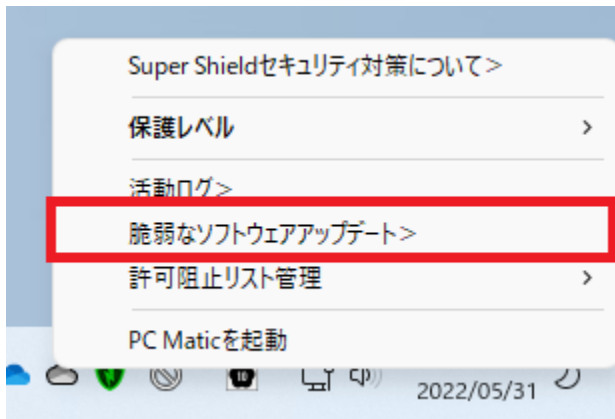 Super Shieldセキュリティ対策について＞
保護レベル
活動ログ＞
脆弱なソフトウェアアップデート＞
許可阻止リスト管理
PC Maticを起動
2022/05/31